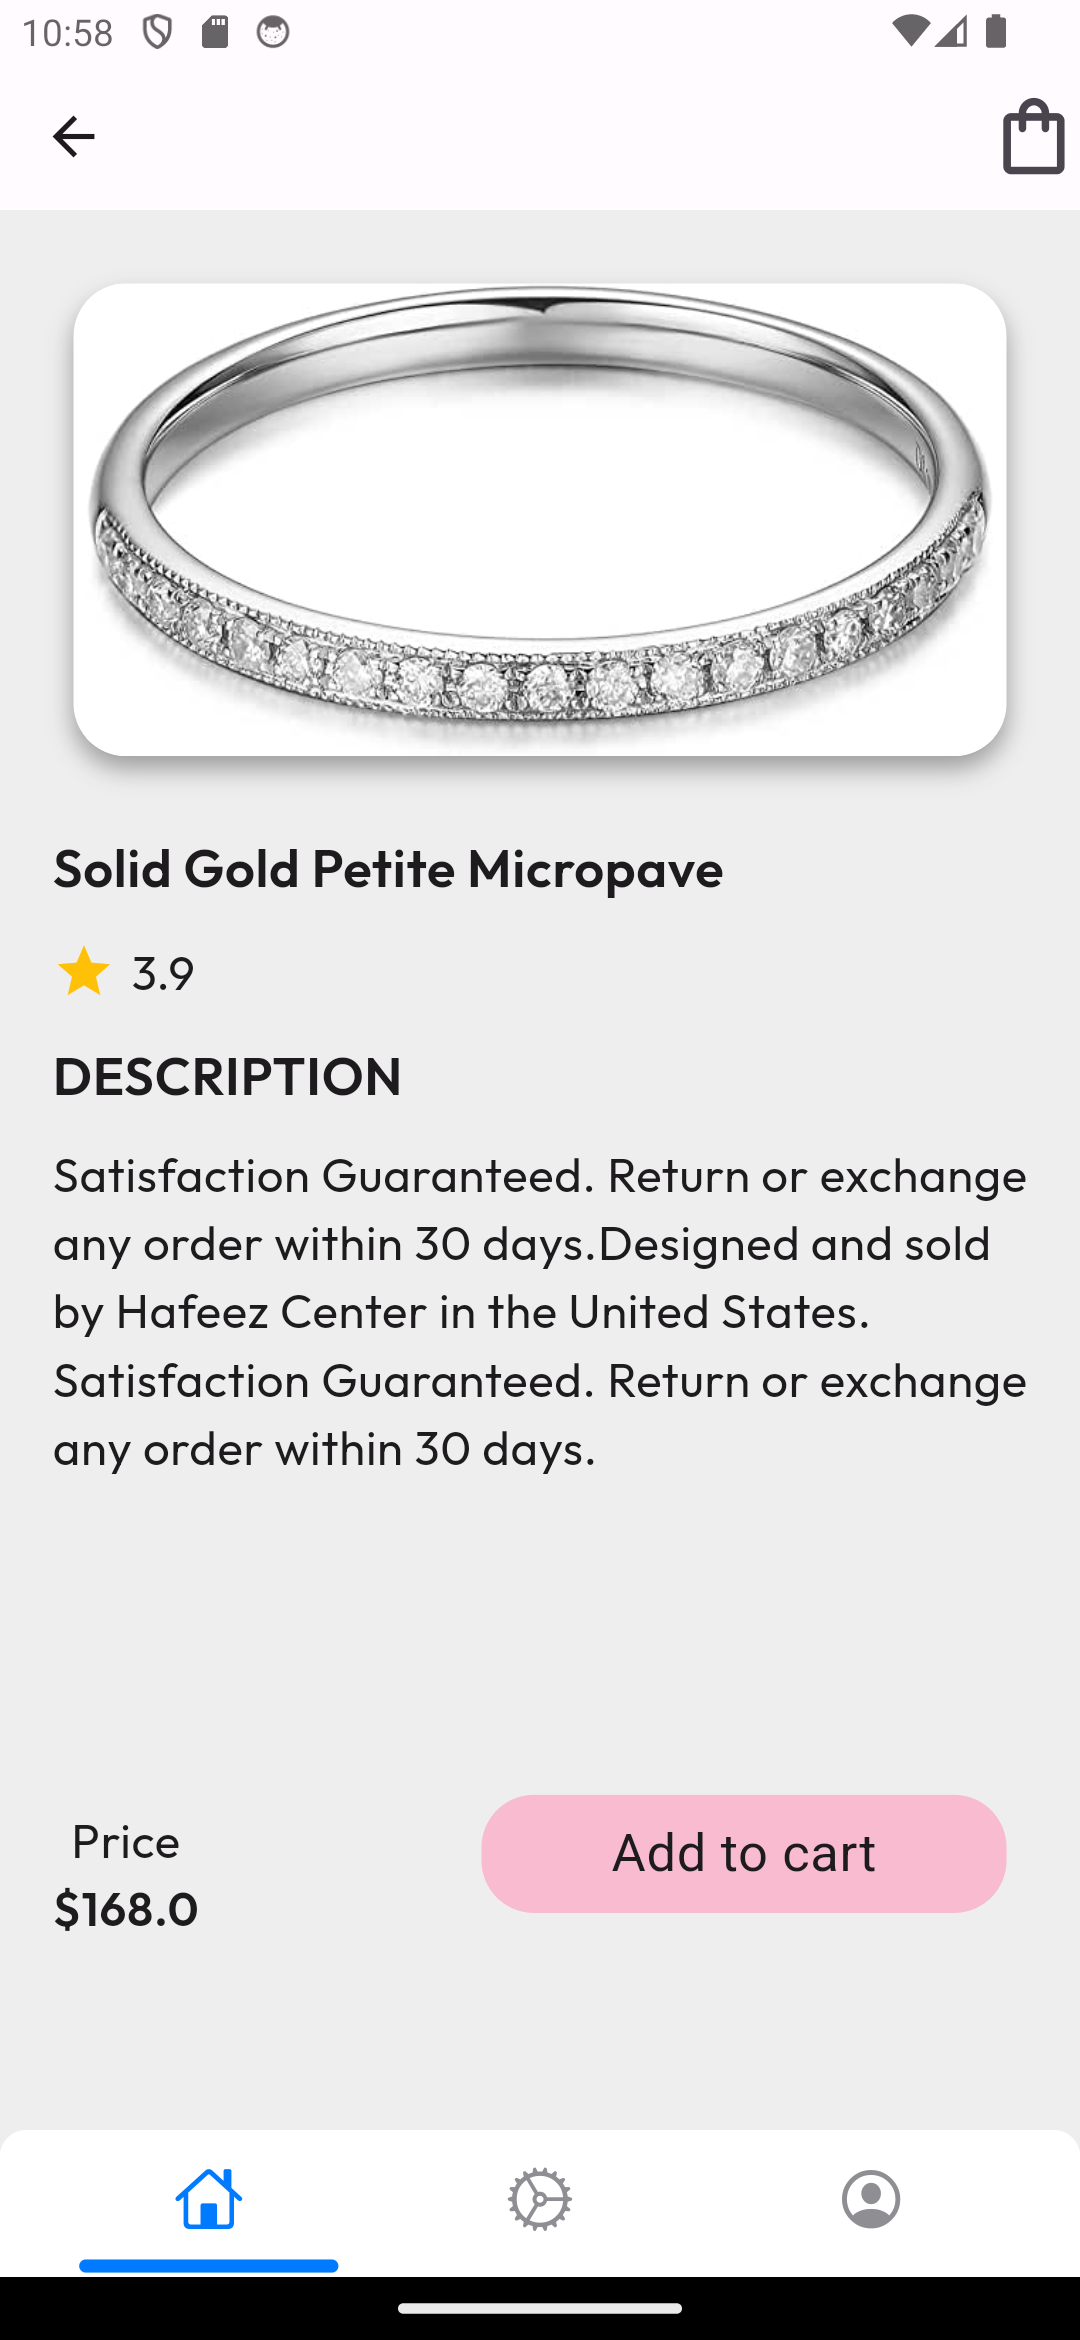 10:58
Solid Gold Petite Micropave
3.9
DESCRIPTION
Satisfaction Guaranteed. Return or exchange
any order within 30 days.Designed and sold
by Hafeez Center in the United States.
Satisfaction Guaranteed. Return or exchange
any order within 30 days.
Price
$168.0
Add to cart